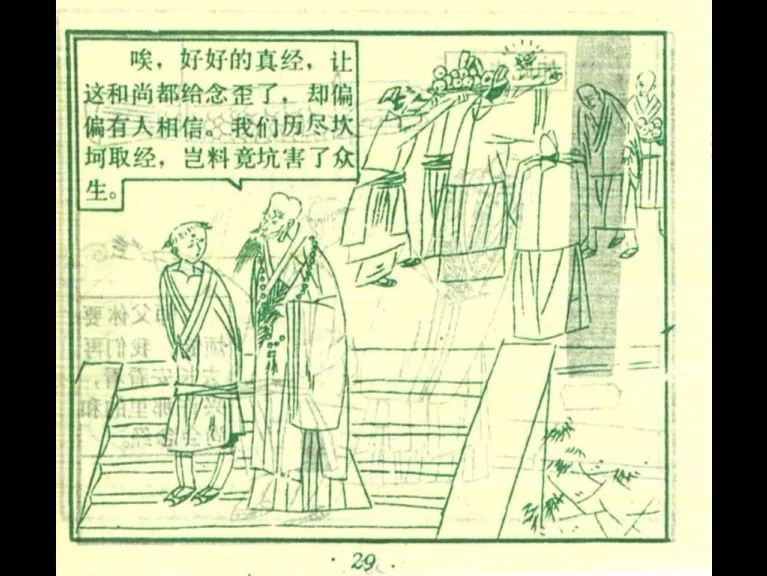 唉，好好的真经，让
这和尚都给念歪了，却偏
偏有人相信。我们历尽坎
坷取经，岂料竟坑害了众
生。
· 29 ·